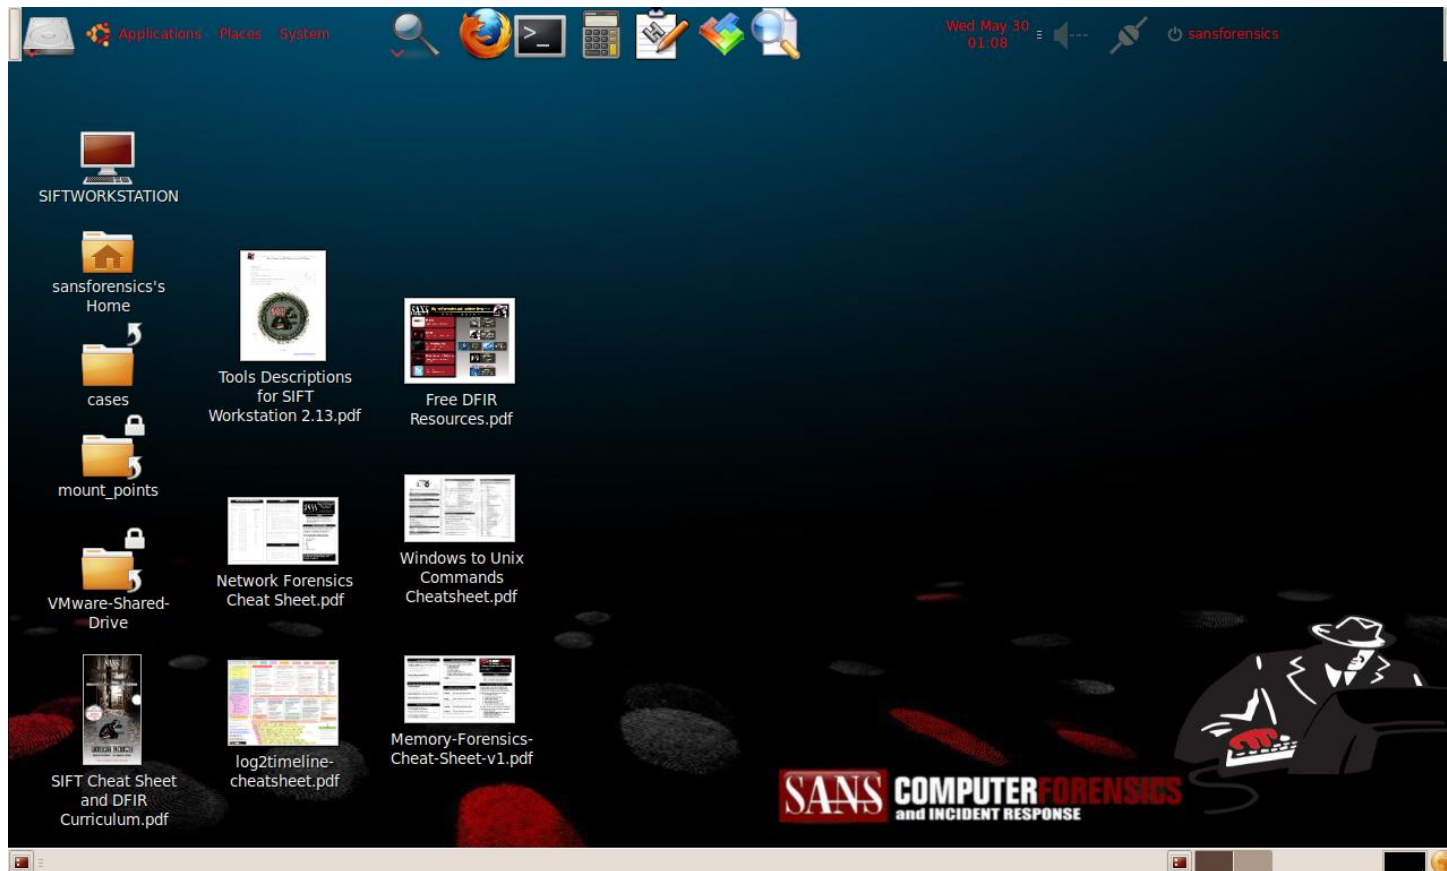 Applications Places System
Wed May 30
01:08
sansforensics
SIFTWORKSTATION
sansforensics's
Home
cases
mount_points
VMware-Shared-
Drive
SIFT Cheat Sheet
and DFIR
Curriculum.pdf
Tools Descriptions
for SIFT
Workstation 2.13.pdf
Network Forensics
Cheat Sheet.pdf
log2timeline-
cheatsheet.pdf
Free DFIR
Resources.pdf
Windows to Unix
Commands
Cheatsheet.pdf
Memory-Forensics-
Cheat-Sheet-v1.pdf
SANS COMPUTER FORENSICS
and INCIDENT RESPONSE